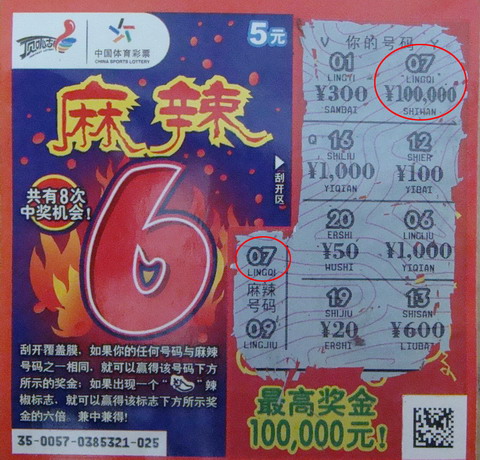 顶呱刮
中国体育彩票
CHINA SPORTS LOTTERY
5元
麻辣
6
共有8次
中奖机会！
刮开区
你的号码
01
LINGYI
¥300
SANBAI
07
LINGQI
¥100,000
SHIWAN
16
SHILIU
¥1,000
YIQIAN
12
SHIER
¥100
YIBAI
20
ERSHI
¥50
WUSHI
06
LINGLIU
¥1,000
YIQIAN
19
SHIJIU
¥20
ERSHI
13
SHISAN
¥600
LIUBAI
07
LINGQI
麻辣
号码
09
LINGJIU
刮开覆盖膜，如果你的任何号码与麻辣
号码之一相同，就可以赢得该号码下方
所示的奖金；如果出现一个“ ”辣
椒标志，就可以赢得该标志下方所示奖
金的六倍，兼中兼得！
最高奖金
100,000元！
35-0057-0385321-025